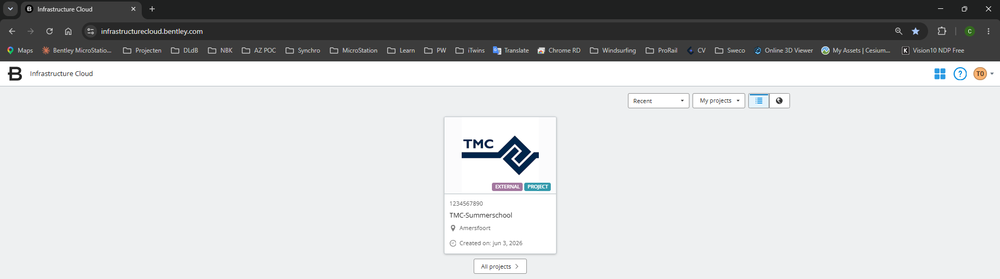 Infrastructure Cloud
infrastructurecloud.bentley.com
C
Maps Bentley MicroStatio... Projecten DLdB NBK AZ POC Synchro MicroStation Learn PW iTwins Translate Chrome RD Windsurfing ProRail CV Sweco Online 3D Viewer My Assets | Cesium... K Vision10 NDP Free
B Infrastructure Cloud ? TO
Recent My projects
TMC
EXTERNAL PROJECT
1234567890
TMC-Summerschool
Amersfoort
Created on: jun 3, 2026
All projects